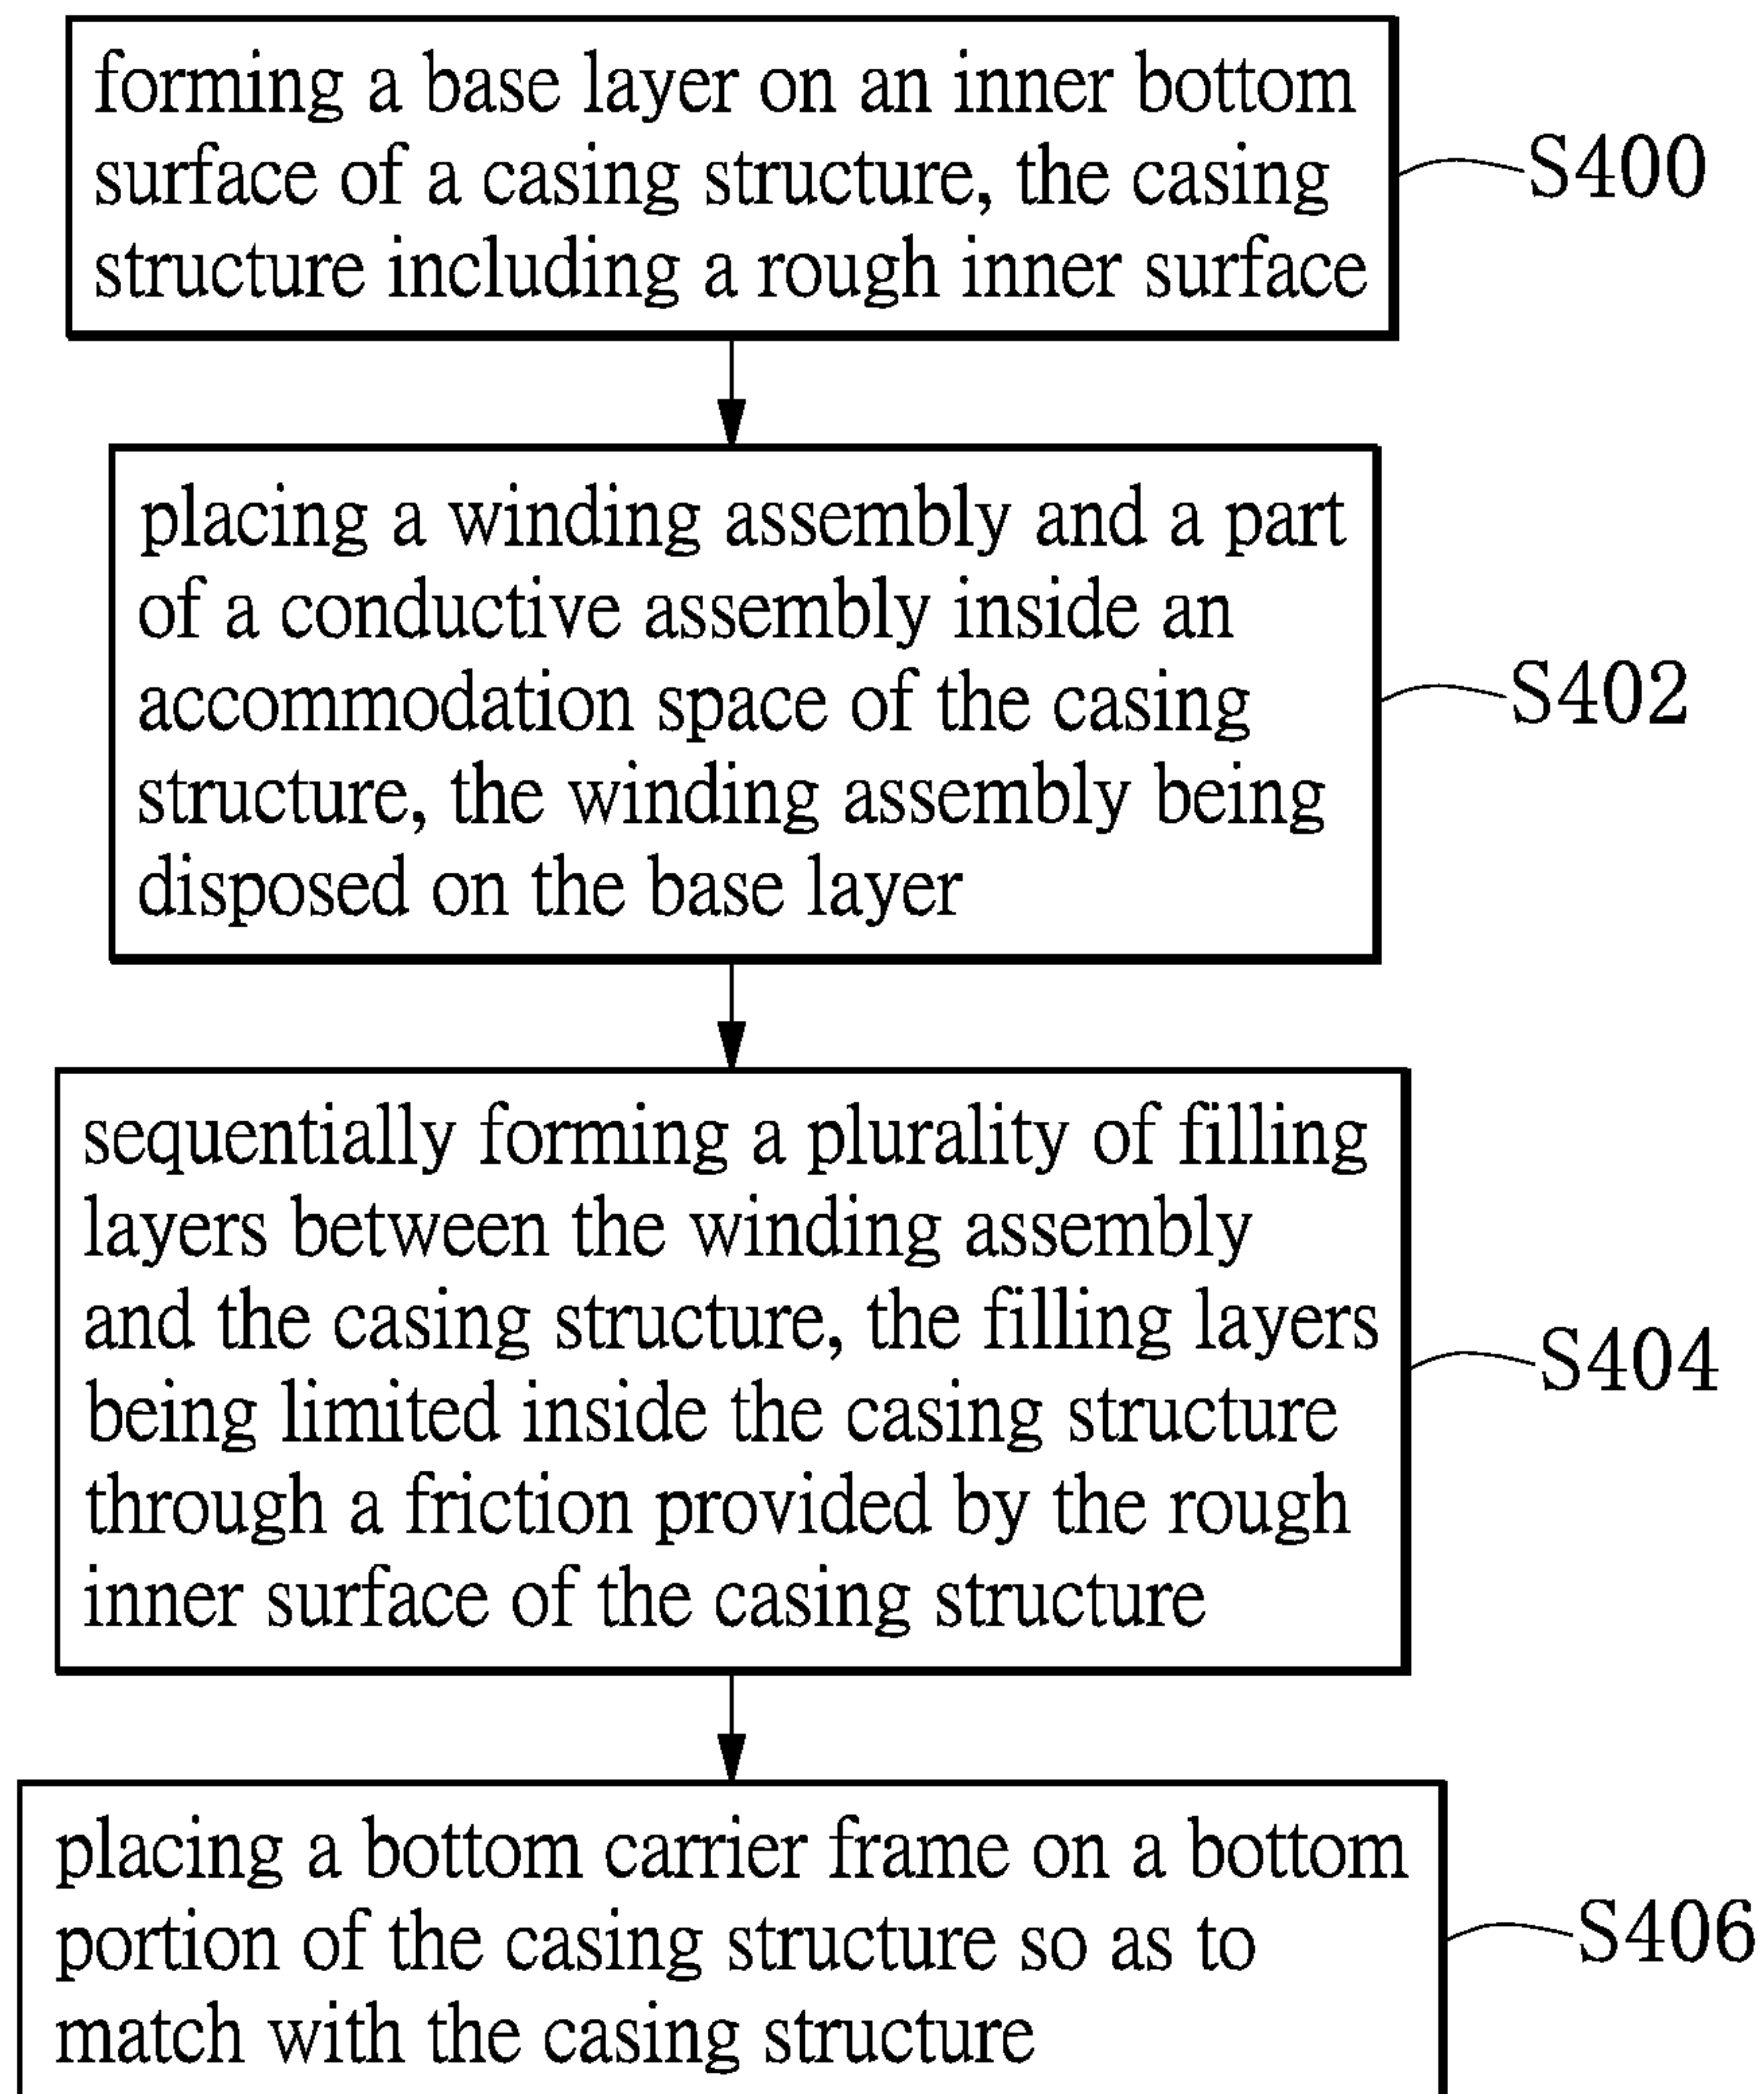 forming a base layer on an inner bottom
surface of a casing structure, the casing
structure including a rough inner surface
S400
placing a winding assembly and a part
of a conductive assembly inside an
accommodation space of the casing
structure, the winding assembly being
disposed on the base layer
S402
sequentially forming a plurality of filling
layers between the winding assembly
and the casing structure, the filling layers
being limited inside the casing structure
through a friction provided by the rough
inner surface of the casing structure
S404
placing a bottom carrier frame on a bottom
portion of the casing structure so as to
match with the casing structure
S406